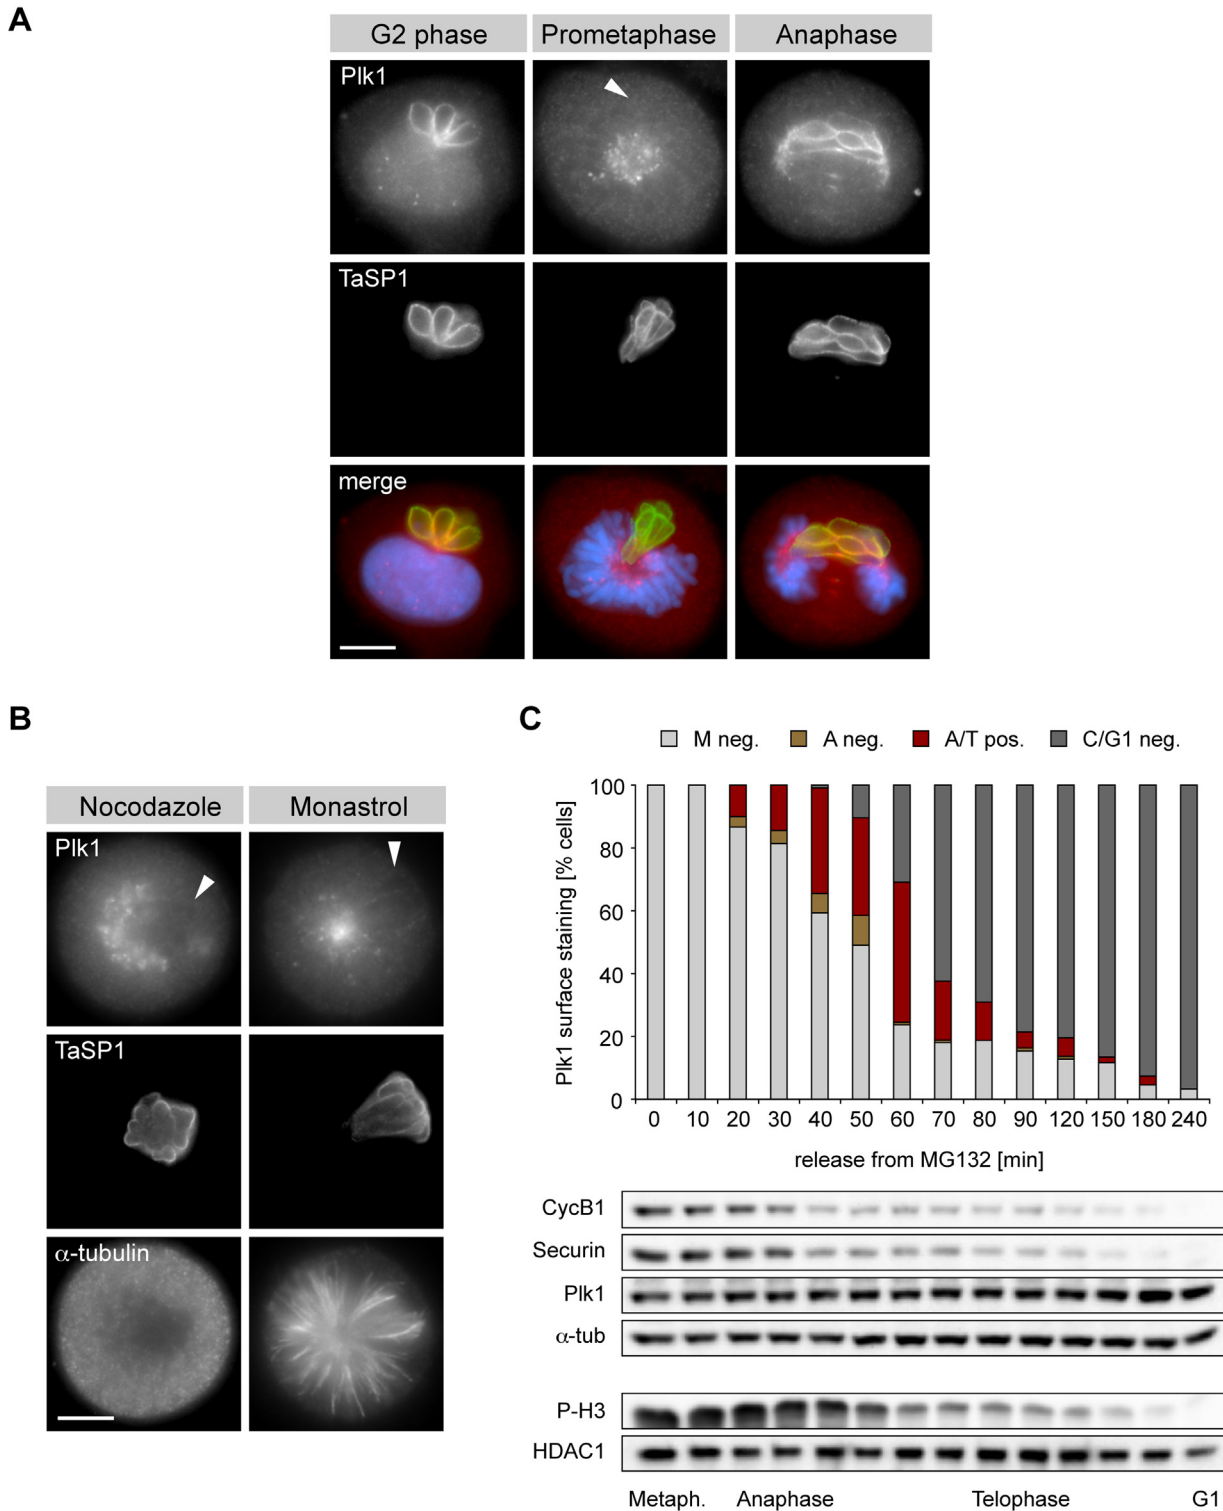 A
G2 phase Prometaphase Anaphase
Plk1
TaSP1
merge
B
Nocodazole Monastrol
Plk1
TaSP1
α-tubulin
C
M neg. A neg. A/T pos. C/G1 neg.
Plk1 surface staining [% cells]
100
80
60
40
20
0
0 10 20 30 40 50 60 70 80 90 120 150 180 240
release from MG132 [min]
CycB1
Securin
Plk1
α-tub
P-H3
HDAC1
Metaph. Anaphase Telophase G1